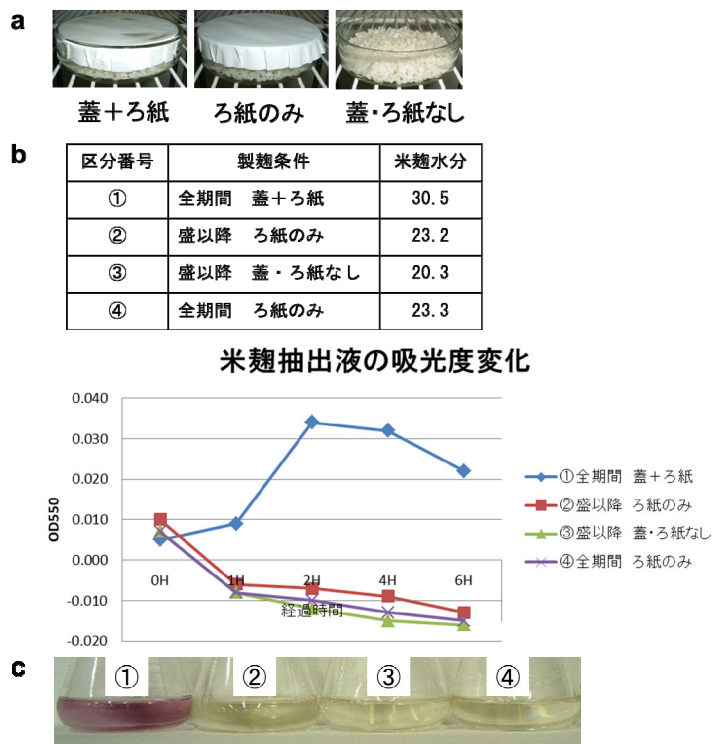 a
蓋＋ろ紙 ろ紙のみ 蓋・ろ紙なし
b
区分番号 製麹条件 米麹水分
① 全期間 蓋＋ろ紙 30.5
② 盛以降 ろ紙のみ 23.2
③ 盛以降 蓋・ろ紙なし 20.3
④ 全期間 ろ紙のみ 23.3
米麹抽出液の吸光度変化
0.040
0.030
0.020
0.010
0.000
-0.010
-0.020
OD550
0H 1H 2H 4H 6H
経過時間
①全期間 蓋＋ろ紙
②盛以降 ろ紙のみ
③盛以降 蓋・ろ紙なし
④全期間 ろ紙のみ
c
① ② ③ ④